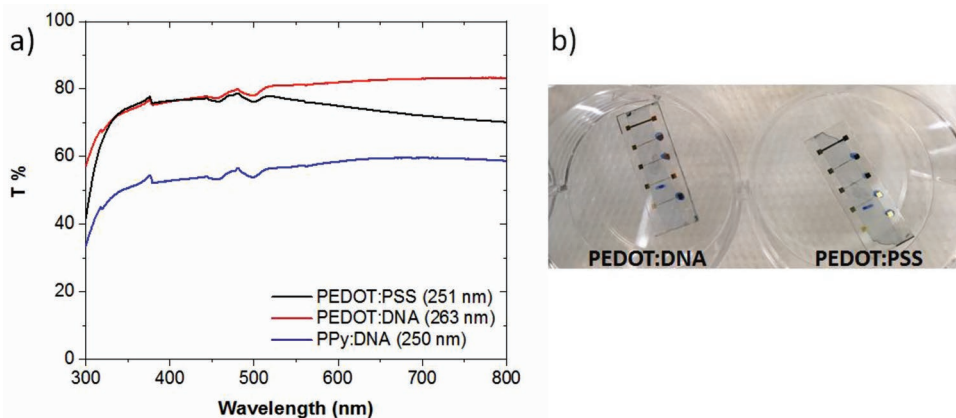 a)
b)
100
80
60
40
20
0
T %
300 400 500 600 700 800
Wavelength (nm)
PEDOT:PSS (251 nm)
PEDOT:DNA (263 nm)
PPy:DNA (250 nm)
PEDOT:DNA
PEDOT:PSS